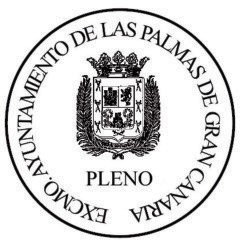 EXCMO. AYUNTAMIENTO DE LAS PALMAS DE GRAN CANARIA
PLENO